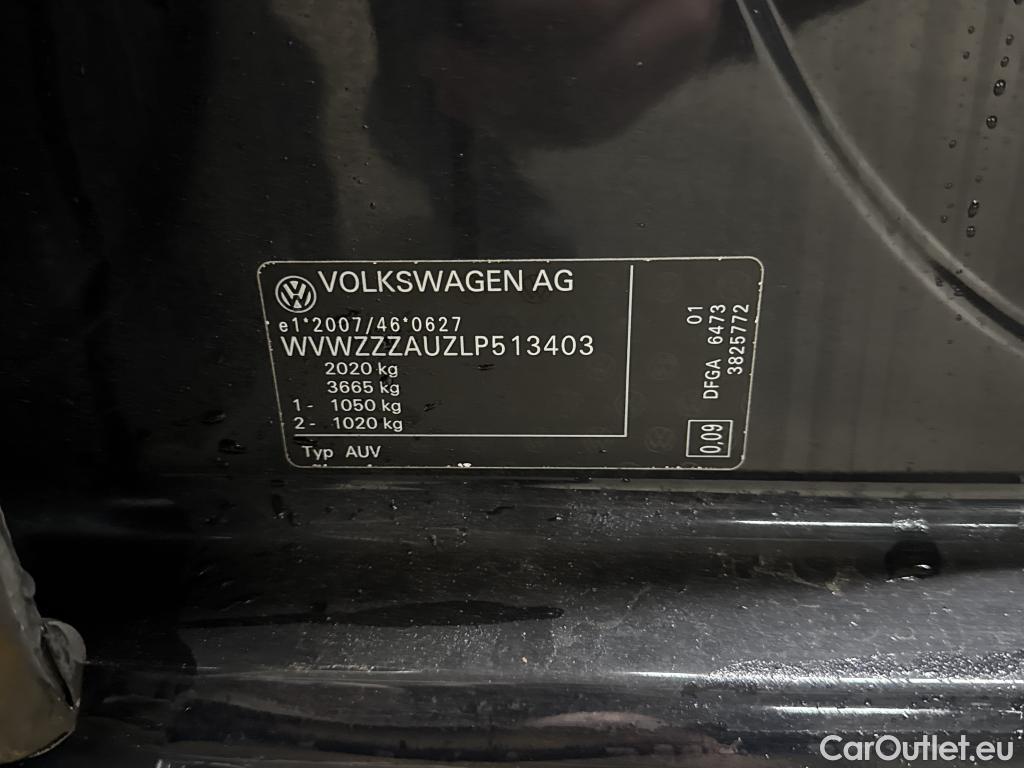 VOLKSWAGEN AG
e1*2007/46*0627
WVWZZZAUZLP513403
2020 kg
3665 kg
1- 1050 kg
2- 1020 kg
Typ AUV
01
DFGA 6473
3825772
0,09
CarOutlet.eu